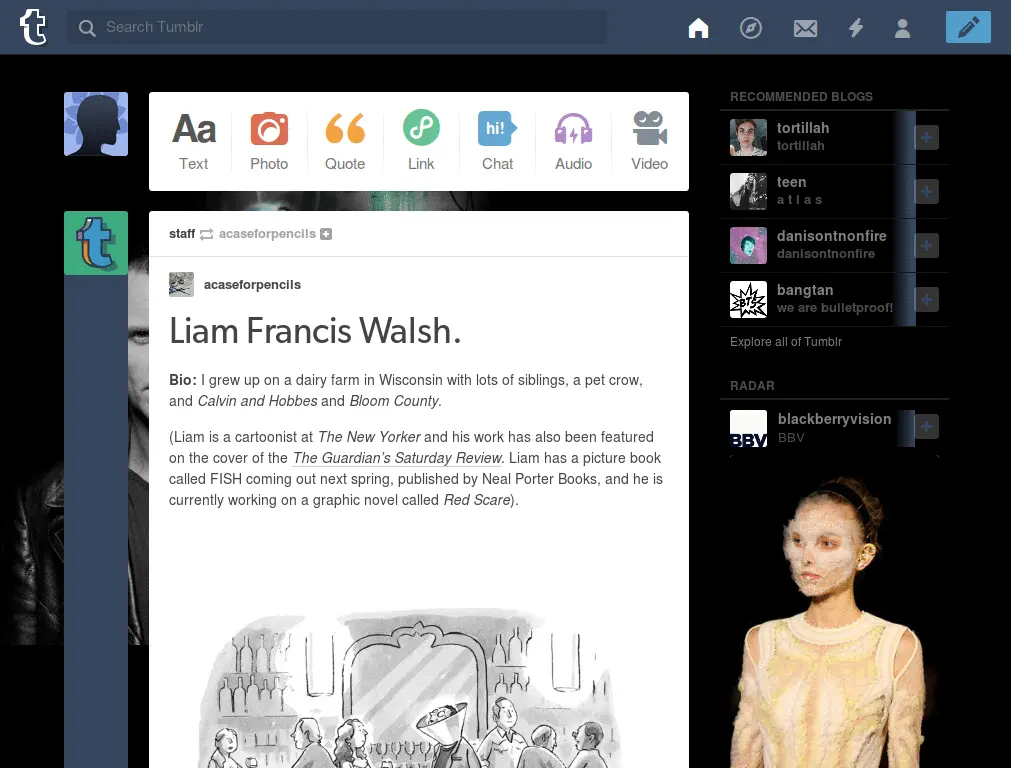 t
Search Tumblr
Aa
hi!
Text
Photo
Quote
Link
Chat
Audio
Video
t
staff acaseforpencils
acaseforpencils
Liam Francis Walsh.
Bio: I grew up on a dairy farm in Wisconsin with lots of siblings, a pet crow,
and Calvin and Hobbes and Bloom County.
(Liam is a cartoonist at The New Yorker and his work has also been featured
on the cover of the The Guardian’s Saturday Review. Liam has a picture book
called FISH coming out next spring, published by Neal Porter Books, and he is
currently working on a graphic novel called Red Scare).
RECOMMENDED BLOGS
tortillah
tortillah
teen
a t l a s
danisontnonfire
danisontnonfire
BTS
bangtan
we are bulletproof!
Explore all of Tumblr
RADAR
BBV
blackberryvision
BBV